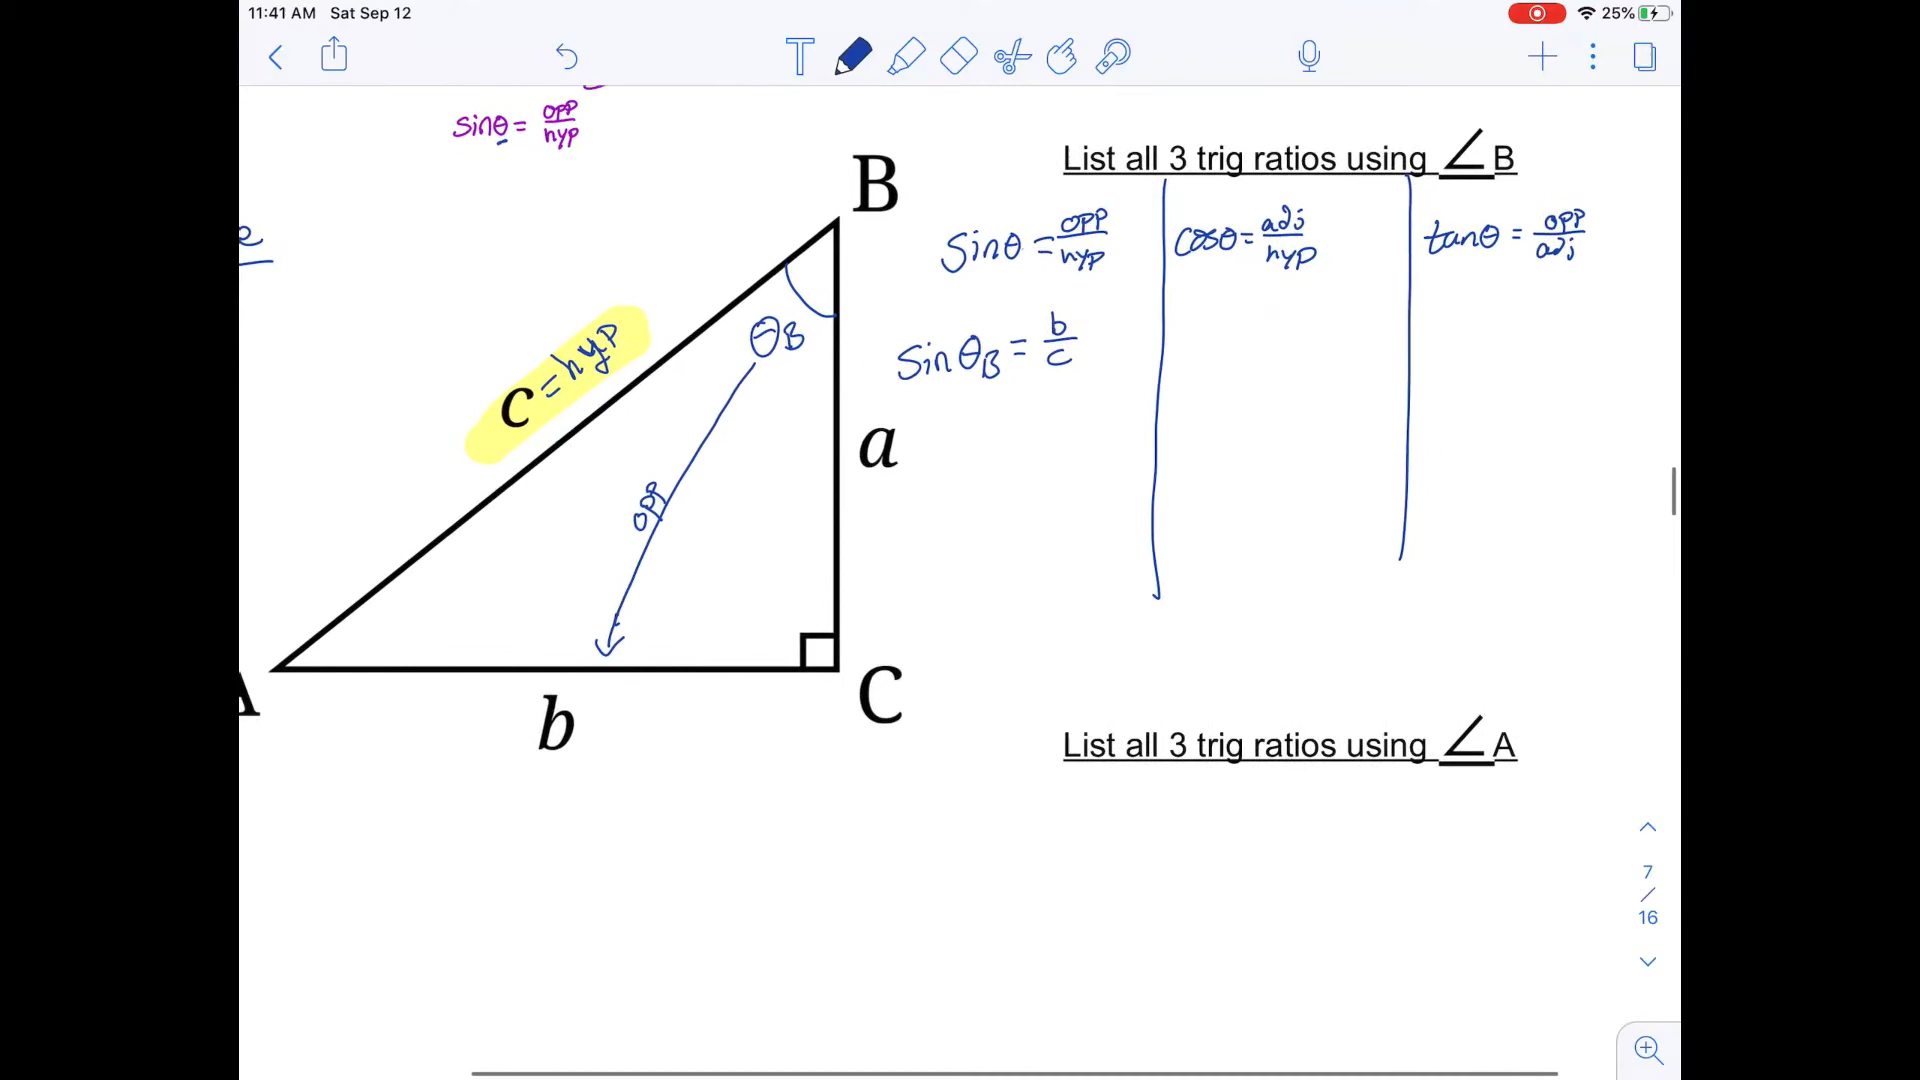 11:41 AM Sat Sep 12
25%
T
sinθ = opp/hyp
B
List all 3 trig ratios using ∠B
e
sinθ = opp/hyp
cosθ = adj/hyp
tanθ = opp/adj
θB
c = hyp
sinθB = b/c
a
opp
A
C
b
List all 3 trig ratios using ∠A
7
/
16